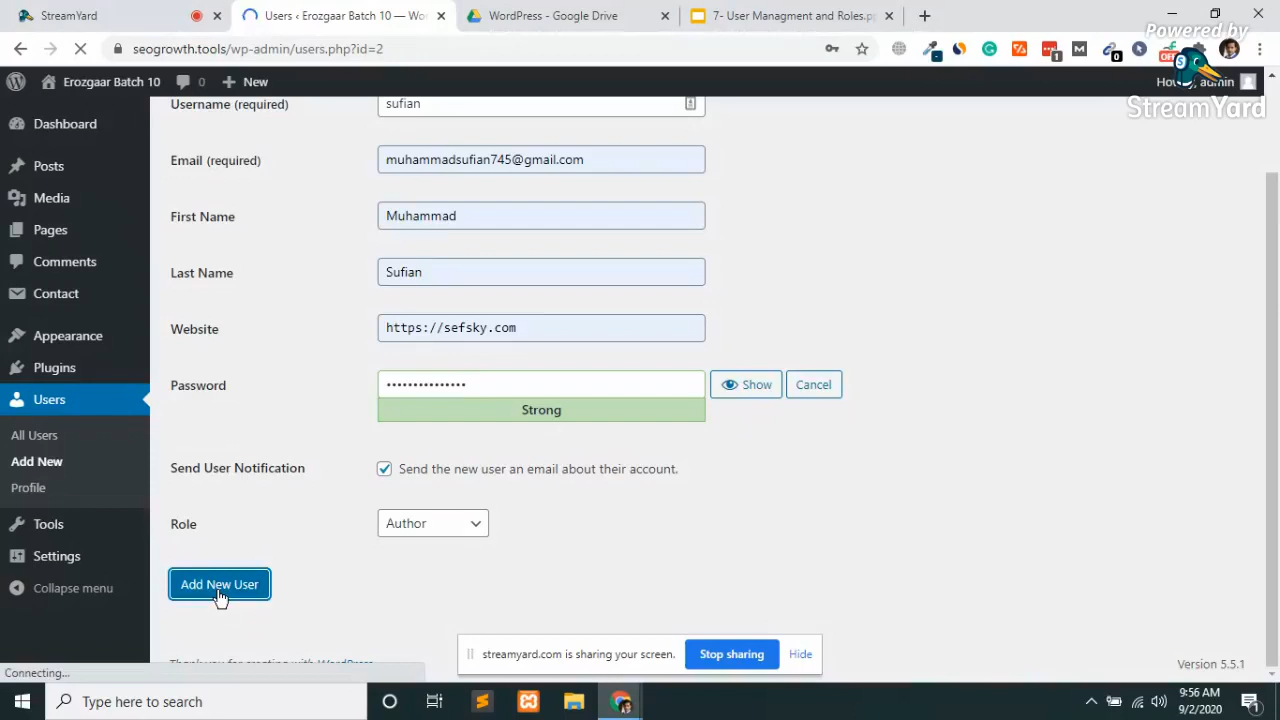 StreamYard
Users ‹ Erozgaar Batch 10 — Wo
WordPress - Google Drive
7- User Managment and Roles.pp
Powered by
StreamYard
seogrowth.tools/wp-admin/users.php?id=2
Erozgaar Batch 10
0
New
Howdy, admin
Dashboard
Posts
Media
Pages
Comments
Contact
Appearance
Plugins
Users
All Users
Add New
Profile
Tools
Settings
Collapse menu
Username (required)
sufian
Email (required)
muhammadsufian745@gmail.com
First Name
Muhammad
Last Name
Sufian
Website
https://sefsky.com
Password
•••••••••••••••
Show
Cancel
Strong
Send User Notification
Send the new user an email about their account.
Role
Author
Add New User
Thank you for creating with WordPress
Version 5.5.1
streamyard.com is sharing your screen.
Stop sharing
Hide
Connecting...
Type here to search
9:56 AM
9/2/2020